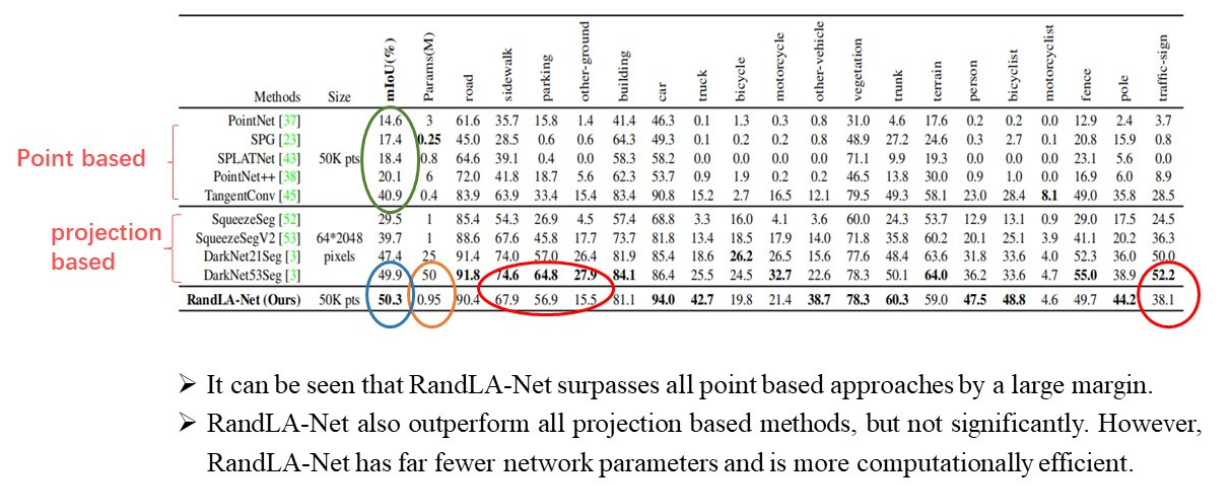 mIoU(%) Params(M) road sidewalk parking other-ground building car truck bicycle motorcycle other-vehicle vegetation trunk terrain person bicyclist motorcyclist fence pole traffic-sign
Methods Size
PointNet [37] 14.6 3 61.6 35.7 15.8 1.4 41.4 46.3 0.1 1.3 0.3 0.8 31.0 4.6 17.6 0.2 0.2 0.0 12.9 2.4 3.7
SPG [23] 17.4 0.25 45.0 28.5 0.6 0.6 64.3 49.3 0.1 0.2 0.2 0.8 48.9 27.2 24.6 0.3 2.7 0.1 20.8 15.9 0.8
Point based
SPLATNet [43] 50K pts 18.4 0.8 64.6 39.1 0.4 0.0 58.3 58.2 0.0 0.0 0.0 0.0 71.1 9.9 19.3 0.0 0.0 0.0 23.1 5.6 0.0
PointNet++ [38] 20.1 6 72.0 41.8 18.7 5.6 62.3 53.7 0.9 1.9 0.2 0.2 46.5 13.8 30.0 0.9 1.0 0.0 16.9 6.0 8.9
TangentConv [45] 40.9 0.4 83.9 63.9 33.4 15.4 83.4 90.8 15.2 2.7 16.5 12.1 79.5 49.3 58.1 23.0 28.4 8.1 49.0 35.8 28.5
SqueezeSeg [52] 29.5 1 85.4 54.3 26.9 4.5 57.4 68.8 3.3 16.0 4.1 3.6 60.0 24.3 53.7 12.9 13.1 0.9 29.0 17.5 24.5
projection
SqueezeSegV2 [53] 64*2048 39.7 1 88.6 67.6 45.8 17.7 73.7 81.8 13.4 18.5 17.9 14.0 71.8 35.8 60.2 20.1 25.1 3.9 41.1 20.2 36.3
based
DarkNet21Seg [3] pixels 47.4 25 91.4 74.0 57.0 26.4 81.9 85.4 18.6 26.2 26.5 15.6 77.6 48.4 63.6 31.8 33.6 4.0 52.3 36.0 50.0
DarkNet53Seg [3] 49.9 50 91.8 74.6 64.8 27.9 84.1 86.4 25.5 24.5 32.7 22.6 78.3 50.1 64.0 36.2 33.6 4.7 55.0 38.9 52.2
RandLA-Net (Ours) 50K pts 50.3 0.95 90.4 67.9 56.9 15.5 81.1 94.0 42.7 19.8 21.4 38.7 78.3 60.3 59.0 47.5 48.8 4.6 49.7 44.2 38.1
➢ It can be seen that RandLA-Net surpasses all point based approaches by a large margin.
➢ RandLA-Net also outperform all projection based methods, but not significantly. However,
RandLA-Net has far fewer network parameters and is more computationally efficient.